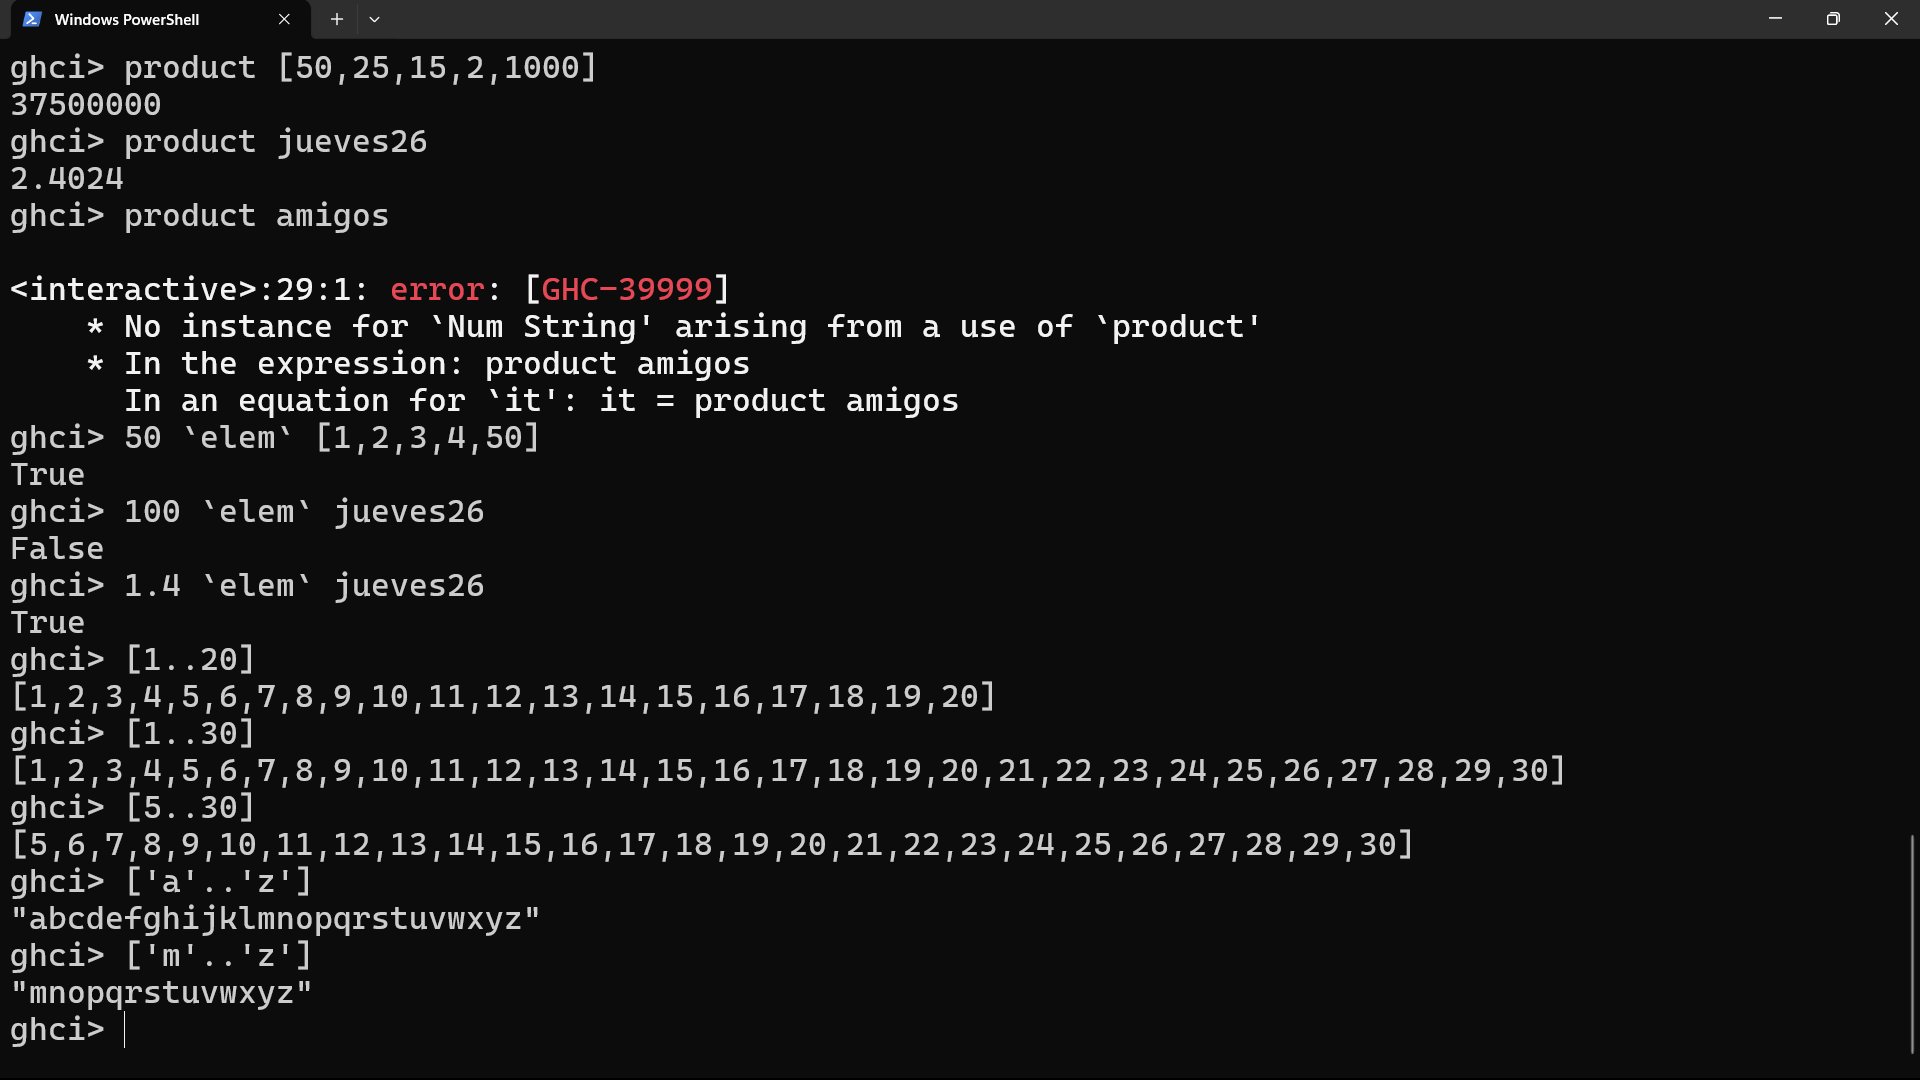 Windows PowerShell
ghci> product [50,25,15,2,1000]
37500000
ghci> product jueves26
2.4024
ghci> product amigos
<interactive>:29:1: error: [GHC-39999]
    * No instance for `Num String' arising from a use of `product'
    * In the expression: product amigos
      In an equation for `it': it = product amigos
ghci> 50 `elem` [1,2,3,4,50]
True
ghci> 100 `elem` jueves26
False
ghci> 1.4 `elem` jueves26
True
ghci> [1..20]
[1,2,3,4,5,6,7,8,9,10,11,12,13,14,15,16,17,18,19,20]
ghci> [1..30]
[1,2,3,4,5,6,7,8,9,10,11,12,13,14,15,16,17,18,19,20,21,22,23,24,25,26,27,28,29,30]
ghci> [5..30]
[5,6,7,8,9,10,11,12,13,14,15,16,17,18,19,20,21,22,23,24,25,26,27,28,29,30]
ghci> ['a'..'z']
"abcdefghijklmnopqrstuvwxyz"
ghci> ['m'..'z']
"mnopqrstuvwxyz"
ghci>